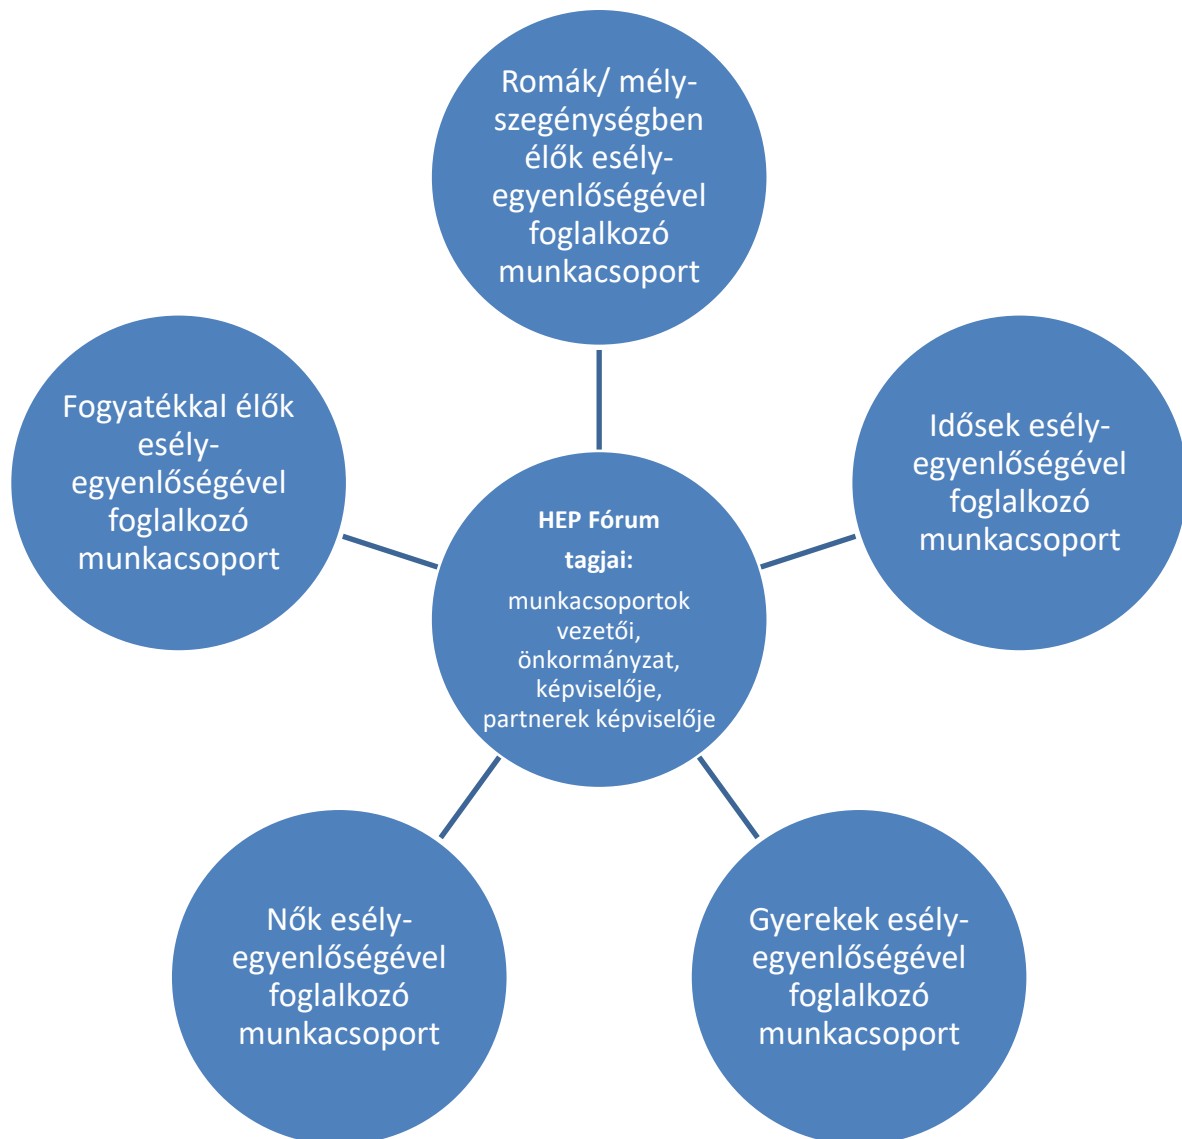 Romák/ mély-
szegénységben
élők esély-
egyenlőségével
foglalkozó
munkacsoport
Fogyatékkal élők
esély-
egyenlőségével
foglalkozó
munkacsoport
Idősek esély-
egyenlőségével
foglalkozó
munkacsoport
HEP Fórum
tagjai:
munkacsoportok
vezetői,
önkormányzat,
képviselője,
partnerek képviselője
Nők esély-
egyenlőségével
foglalkozó
munkacsoport
Gyerekek esély-
egyenlőségével
foglalkozó
munkacsoport